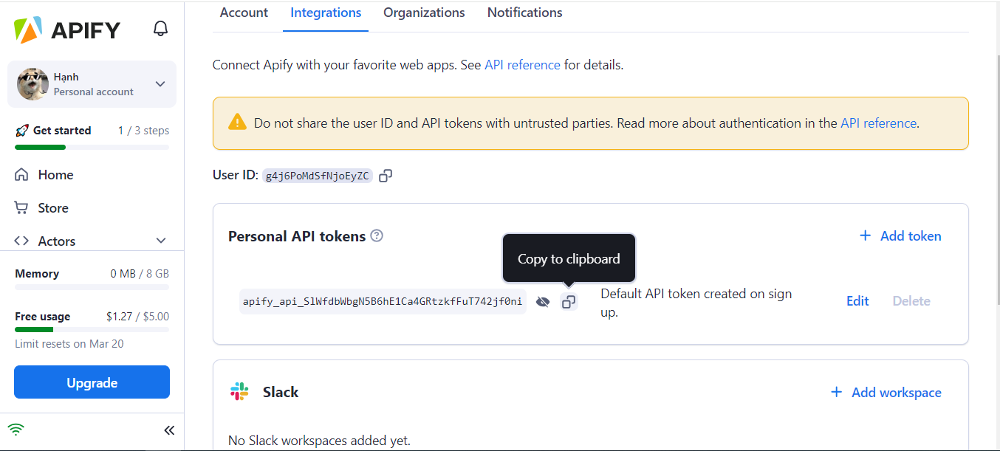 APIFY
Hạnh
Personal account
Get started 1 / 3 steps
Home
Store
Actors
Memory 0 MB / 8 GB
Free usage $1.27 / $5.00
Limit resets on Mar 20
Upgrade
Account Integrations Organizations Notifications
Connect Apify with your favorite web apps. See API reference for details.
Do not share the user ID and API tokens with untrusted parties. Read more about authentication in the API reference.
User ID: g4j6PoMdSfNjoEyZC
Personal API tokens
+ Add token
Copy to clipboard
apify_api_SlWfdbWbgN5B6hE1Ca4GRtzkfFuT742jf0ni
Default API token created on sign
up.
Edit Delete
Slack
+ Add workspace
No Slack workspaces added yet.